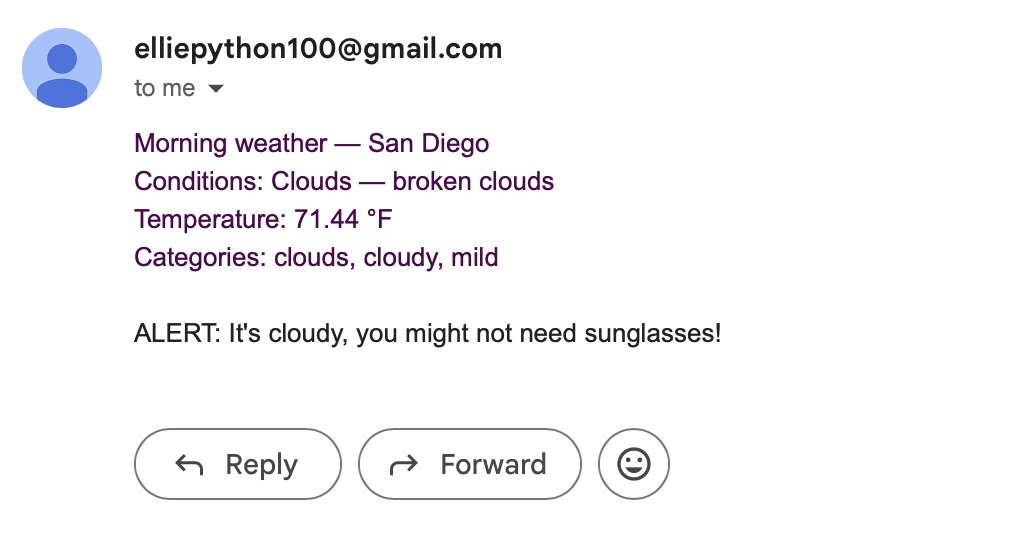 elliepython100@gmail.com
to me
Morning weather — San Diego
Conditions: Clouds — broken clouds
Temperature: 71.44 °F
Categories: clouds, cloudy, mild
ALERT: It's cloudy, you might not need sunglasses!
Reply
Forward